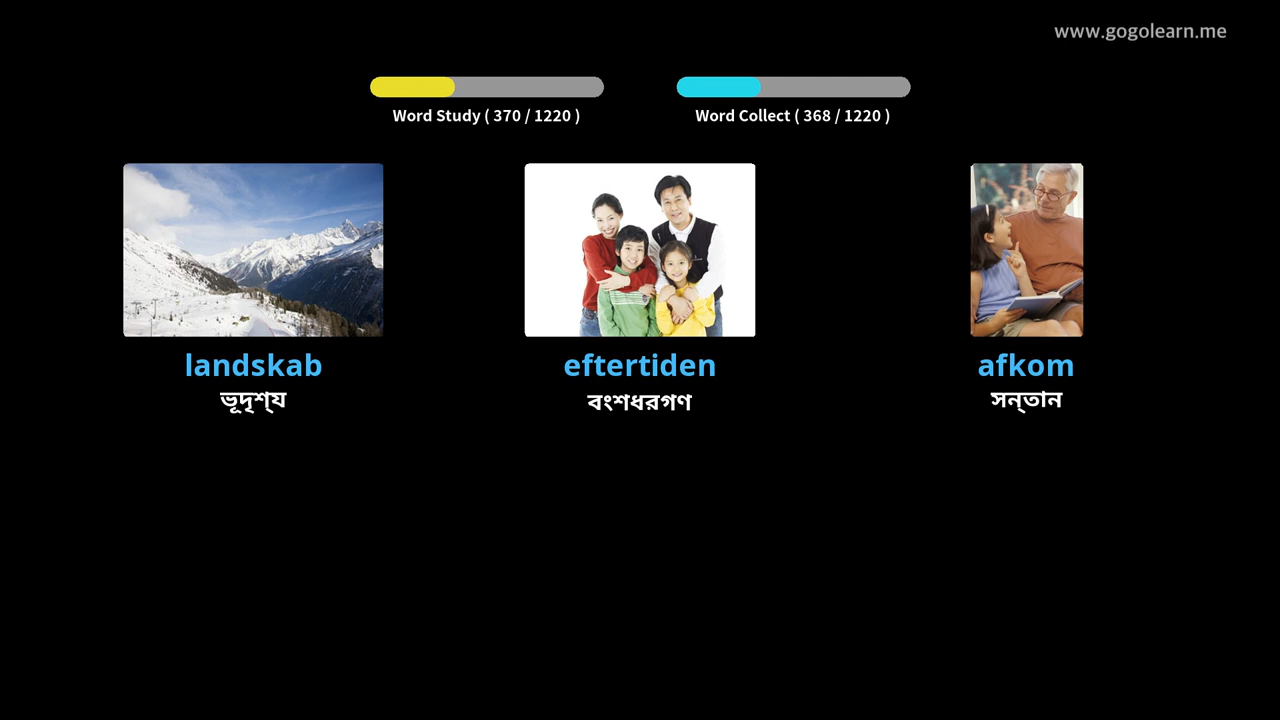 www.gogolearn.me
Word Study ( 370 / 1220 )
Word Collect ( 368 / 1220 )
landskab
eftertiden
afkom
ভূদৃশ্য
বংশধরগণ
সন্তান